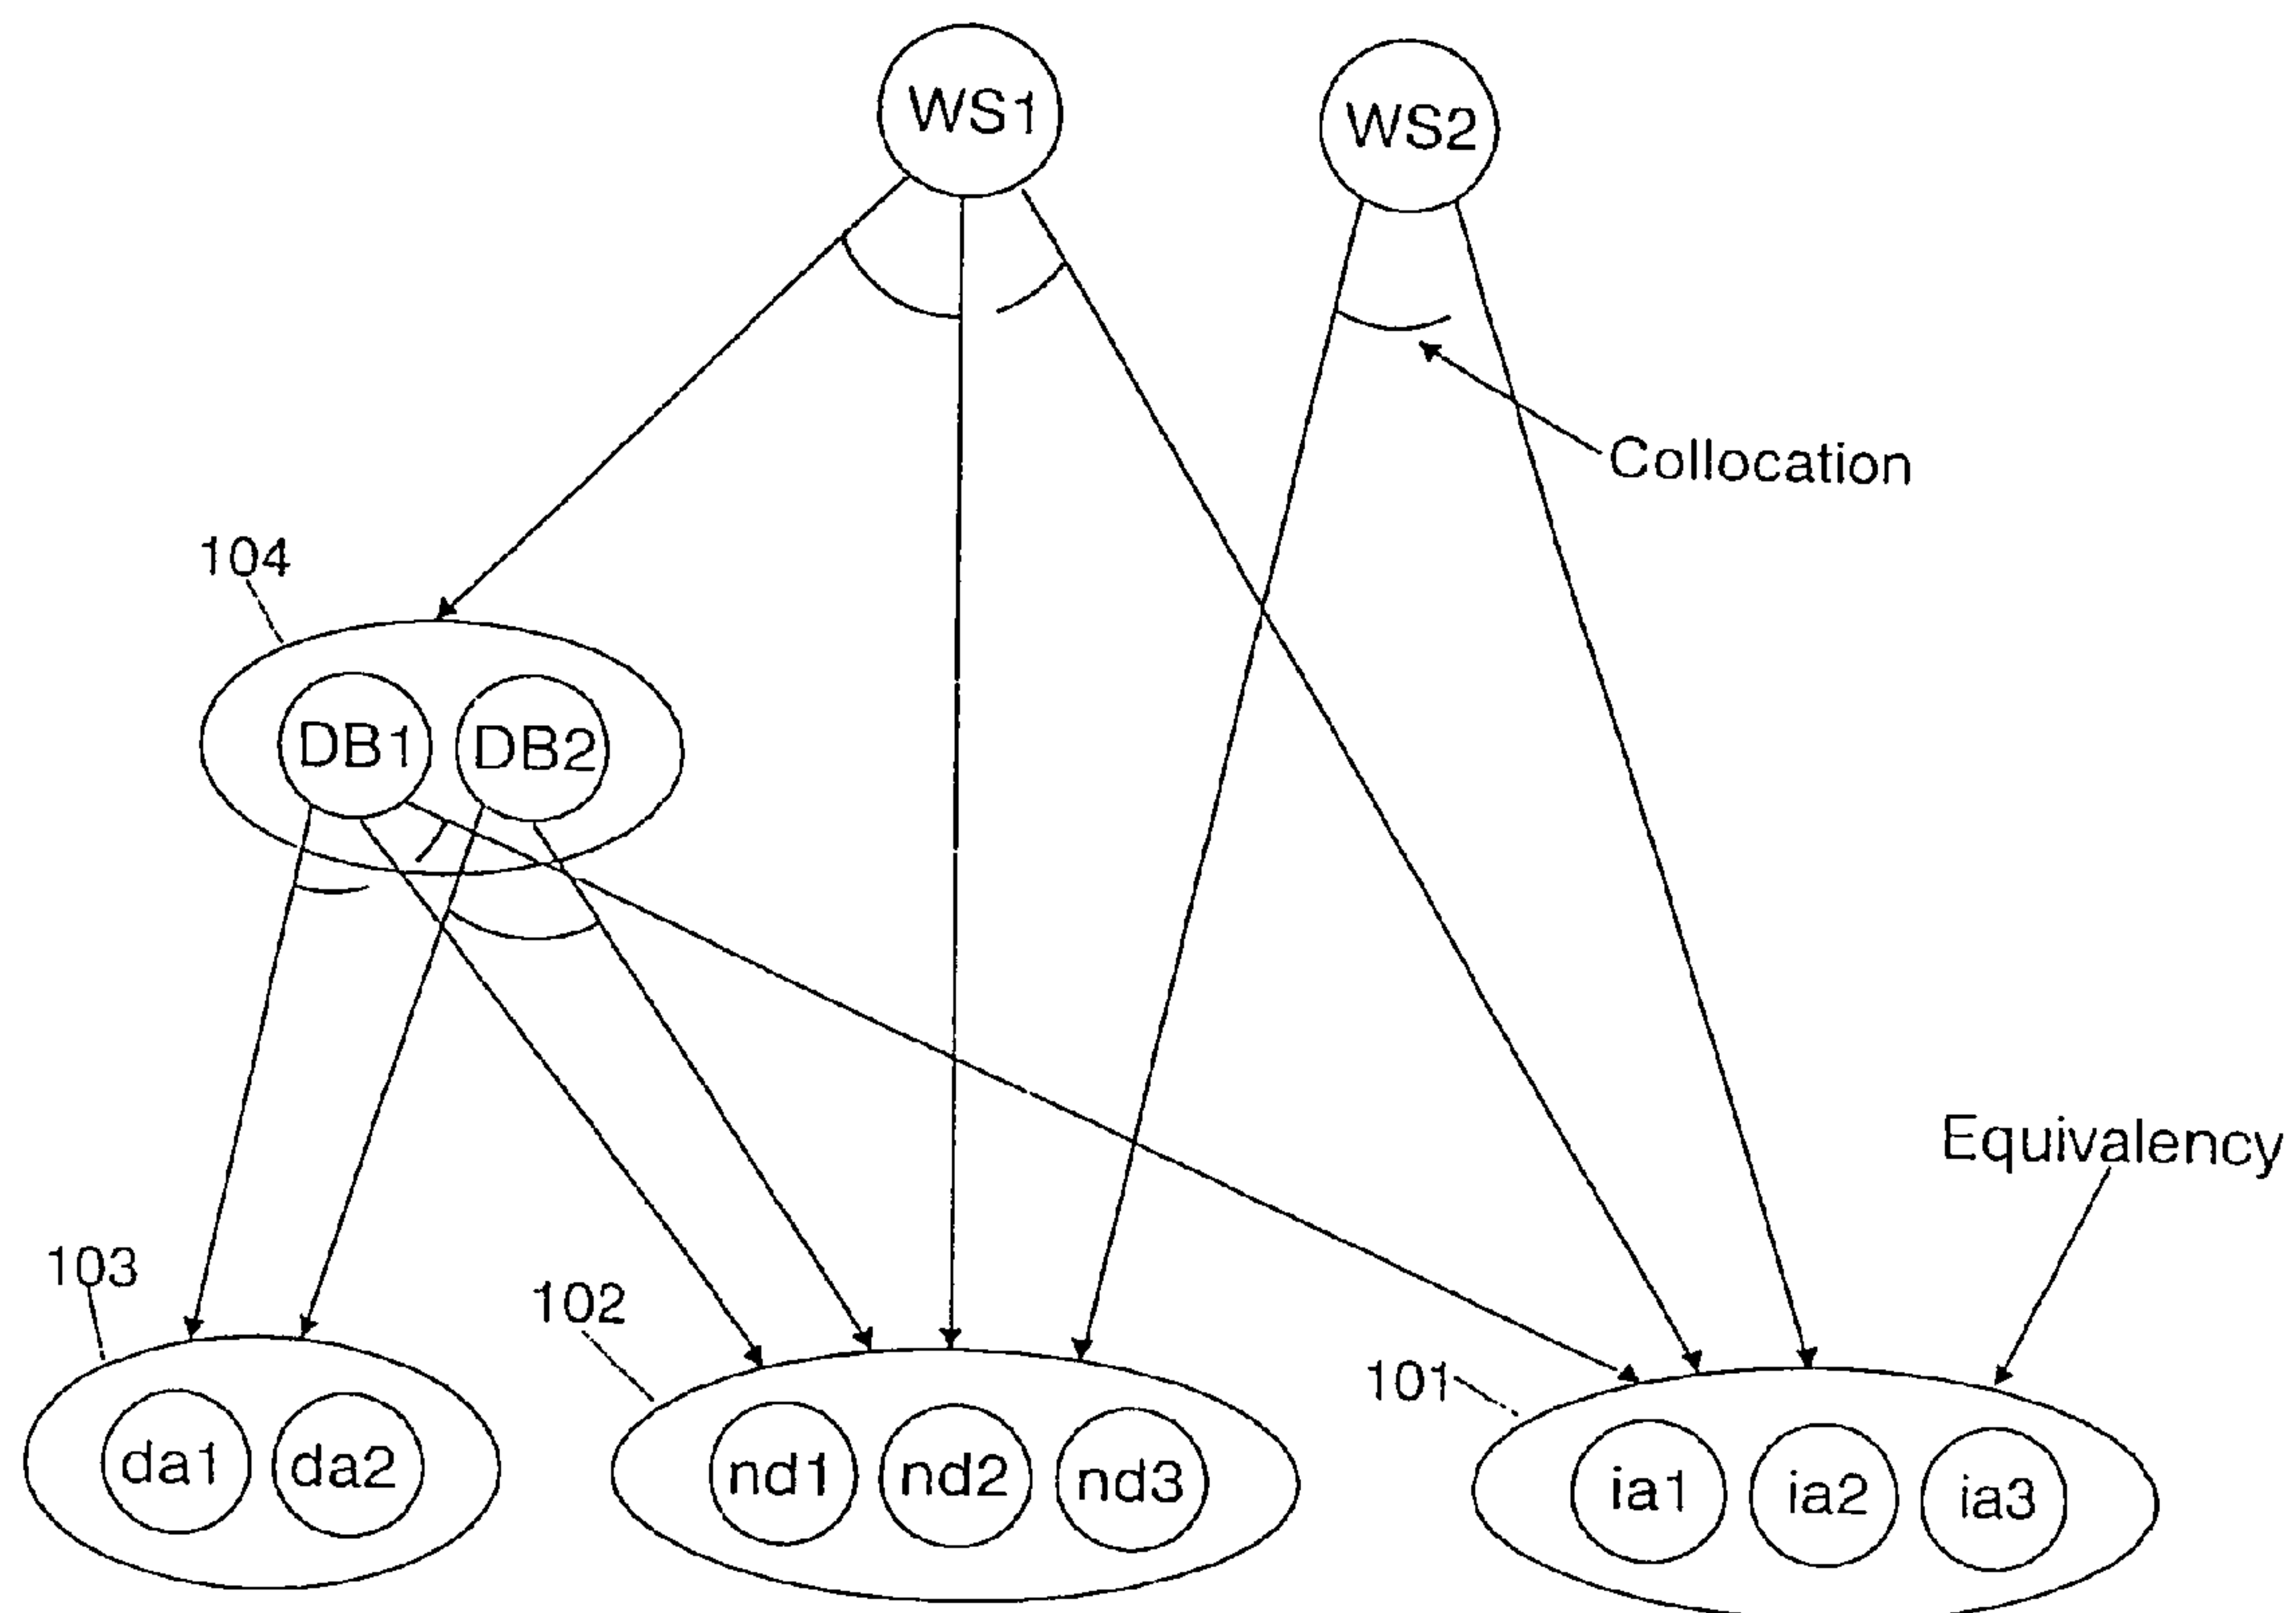 WS1
WS2
Collocation
104
DB1
DB2
Equivalency
103
102
101
da1
da2
nd1
nd2
nd3
ia1
ia2
ia3